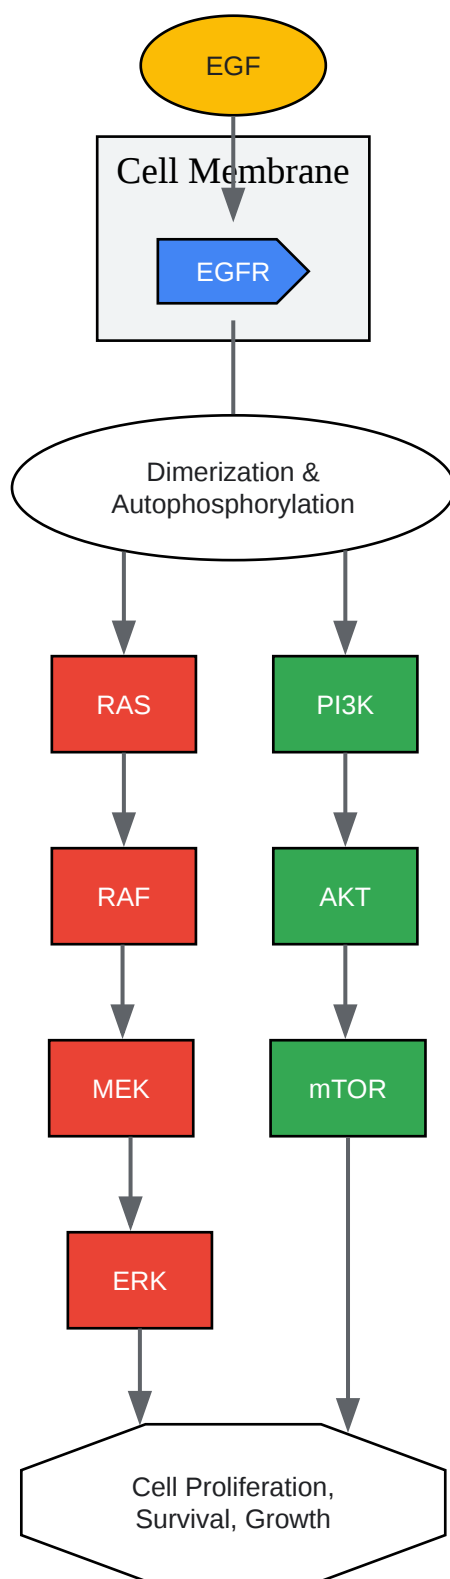 EGF
Cell Membrane
EGFR
Dimerization &
Autophosphorylation
RAS
PI3K
RAF
AKT
MEK
mTOR
ERK
Cell Proliferation,
Survival, Growth